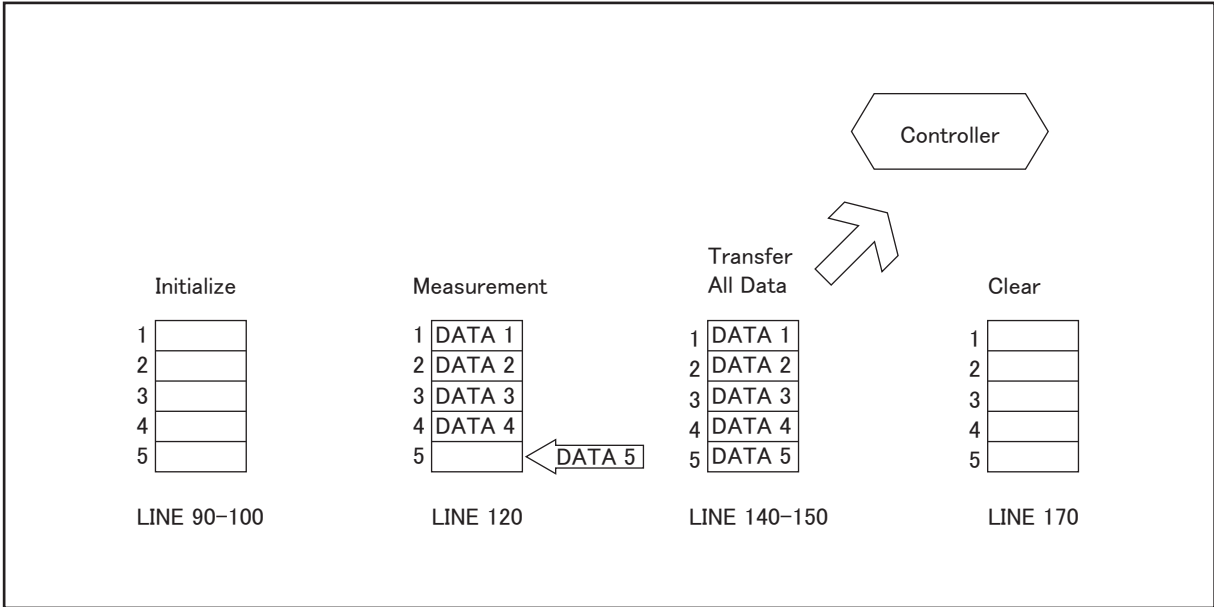 Controller
Initialize
1
2
3
4
5
LINE 90-100
Measurement
1 DATA 1
2 DATA 2
3 DATA 3
4 DATA 4
5
DATA 5
LINE 120
Transfer
All Data
1 DATA 1
2 DATA 2
3 DATA 3
4 DATA 4
5 DATA 5
LINE 140-150
Clear
1
2
3
4
5
LINE 170